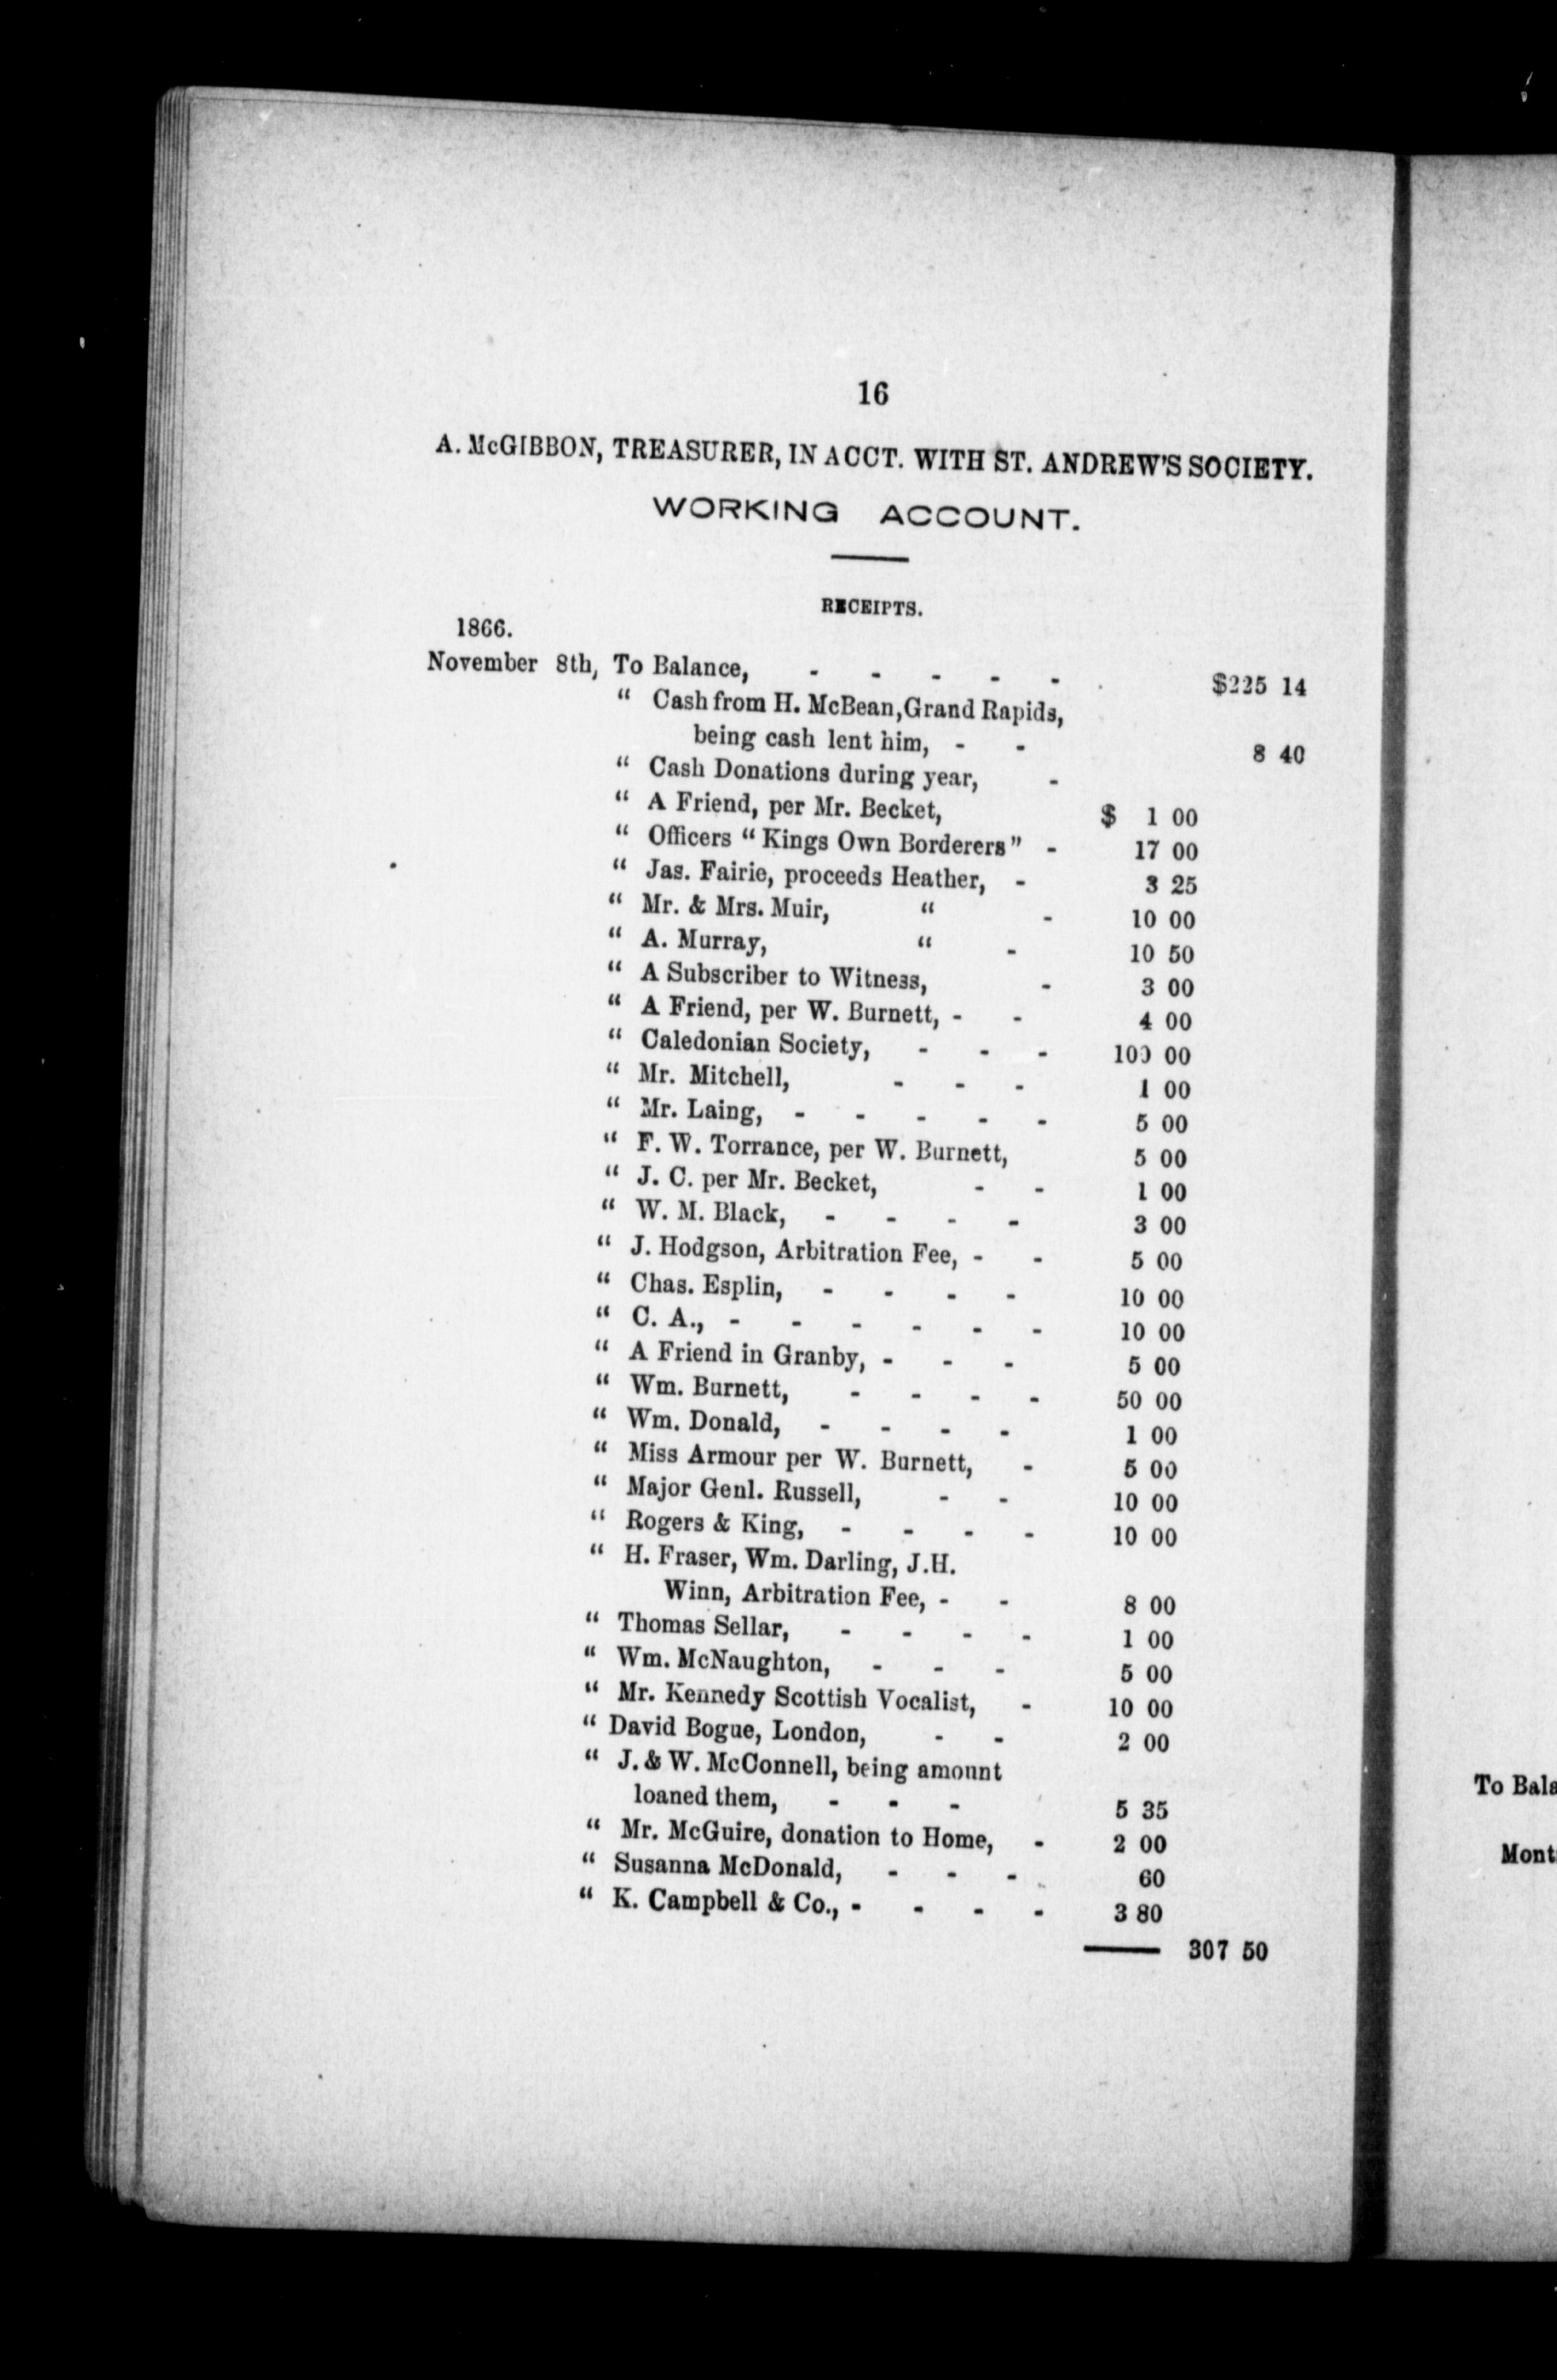 16
A. McGIBBON, TREASURER, IN ACCT. WITH ST. ANDREW'S SOCIETY.
WORKING ACCOUNT.
RECEIPTS.
1866.
November 8th, To Balance, - - - - - $225 14
“ Cash from H. McBean, Grand Rapids,
being cash lent him, - - 8 40
“ Cash Donations during year, -
“ A Friend, per Mr. Becket, $ 1 00
“ Officers “Kings Own Borderers” - 17 00
“ Jas. Fairie, proceeds Heather, - 3 25
“ Mr. & Mrs. Muir, “ - 10 00
“ A. Murray, “ - 10 50
“ A Subscriber to Witness, - 3 00
“ A Friend, per W. Burnett, - - 4 00
“ Caledonian Society, - - - 100 00
“ Mr. Mitchell, - - - 1 00
“ Mr. Laing, - - - - - 5 00
“ F. W. Torrance, per W. Burnett, 5 00
“ J. C. per Mr. Becket, - - 1 00
“ W. M. Black, - - - - 3 00
“ J. Hodgson, Arbitration Fee, - - 5 00
“ Chas. Esplin, - - - - 10 00
“ C. A., - - - - - - 10 00
“ A Friend in Granby, - - - 5 00
“ Wm. Burnett, - - - - 50 00
“ Wm. Donald, - - - - 1 00
“ Miss Armour per W. Burnett, - 5 00
“ Major Genl. Russell, - - 10 00
“ Rogers & King, - - - - 10 00
“ H. Fraser, Wm. Darling, J.H.
Winn, Arbitration Fee, - - 8 00
“ Thomas Sellar, - - - - 1 00
“ Wm. McNaughton, - - - 5 00
“ Mr. Kennedy Scottish Vocalist, - 10 00
“ David Bogue, London, - - 2 00
“ J. & W. McConnell, being amount
loaned them, - - - 5 35
“ Mr. McGuire, donation to Home, - 2 00
“ Susanna McDonald, - - - 60
“ K. Campbell & Co., - - - - 3 80
307 50
To Bala
Mont